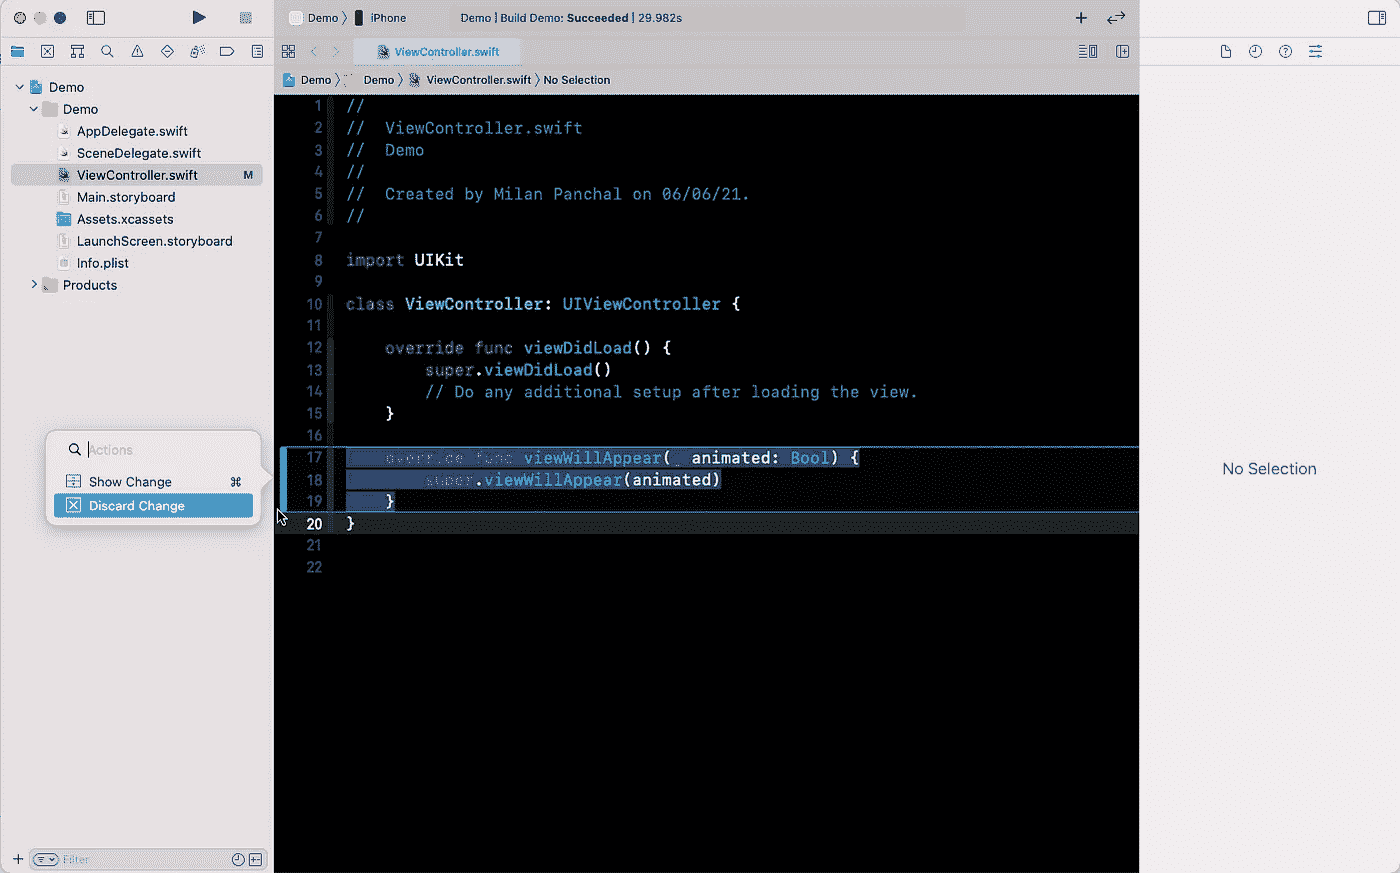 Demo 〉 iPhone
Demo | Build Demo: Succeeded | 29.982s
ViewController.swift
Demo 〉 Demo 〉 ViewController.swift 〉 No Selection
Demo
Demo
AppDelegate.swift
SceneDelegate.swift
ViewController.swift M
Main.storyboard
Assets.xcassets
LaunchScreen.storyboard
Info.plist
Products
Actions
Show Change ⌘
Discard Change
Filter
1 //
2 //  ViewController.swift
3 //  Demo
4 //
5 //  Created by Milan Panchal on 06/06/21.
6 //
7
8 import UIKit
9
10 class ViewController: UIViewController {
11
12     override func viewDidLoad() {
13         super.viewDidLoad()
14         // Do any additional setup after loading the view.
15     }
16
17     override func viewWillAppear(_ animated: Bool) {
18         super.viewWillAppear(animated)
19     }
20 }
21
22
No Selection